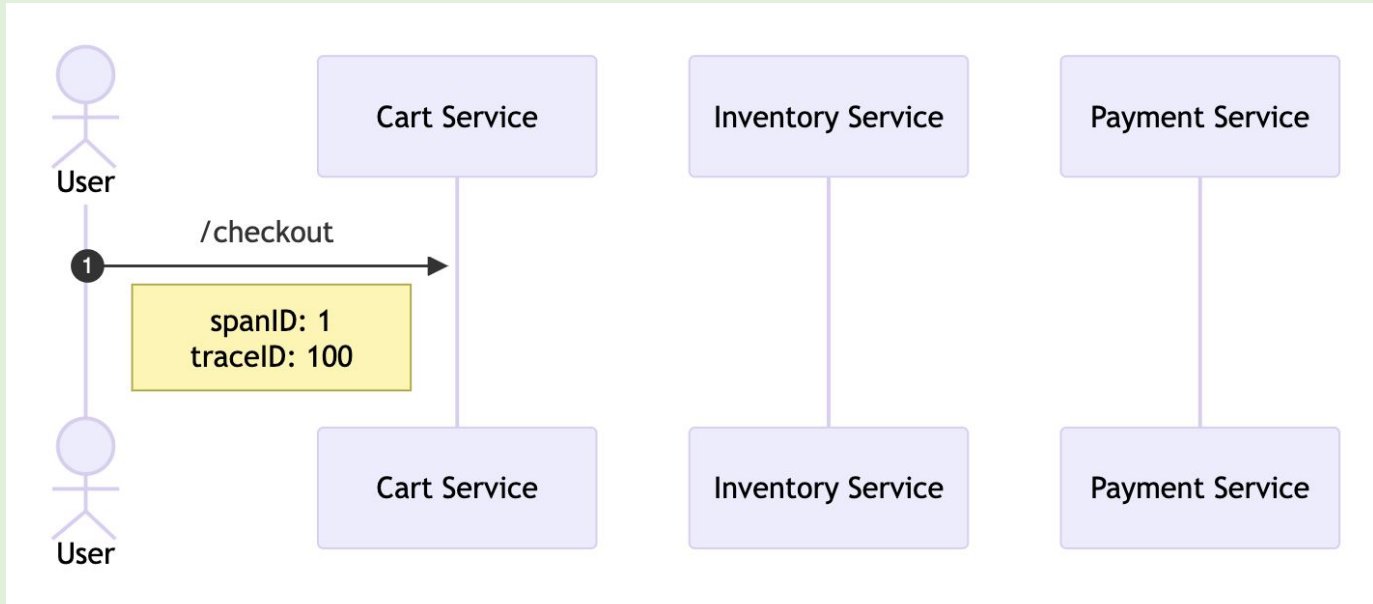 Cart Service
Inventory Service
Payment Service
User
/checkout
1
spanID: 1
traceID: 100
Cart Service
Inventory Service
Payment Service
User